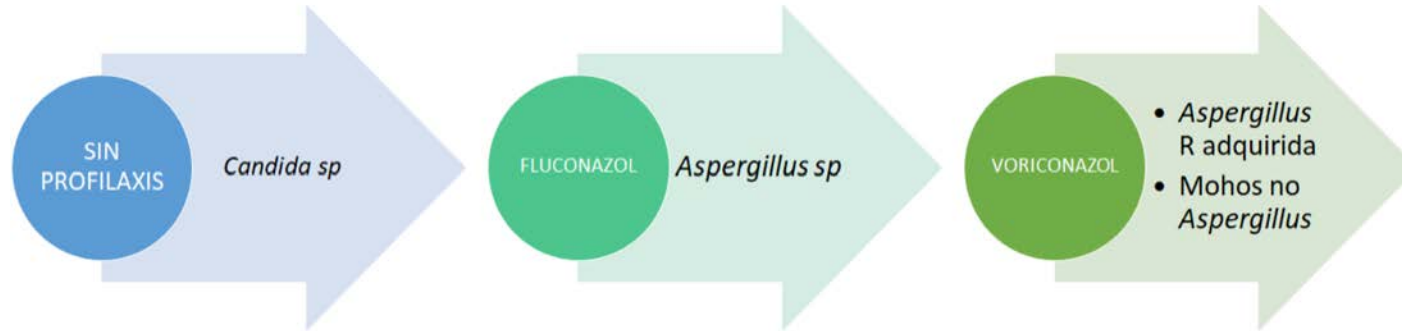 SIN
PROFILAXIS
Candida sp
FLUCONAZOL
Aspergillus sp
VORICONAZOL
• Aspergillus
R adquirida
• Mohos no
Aspergillus